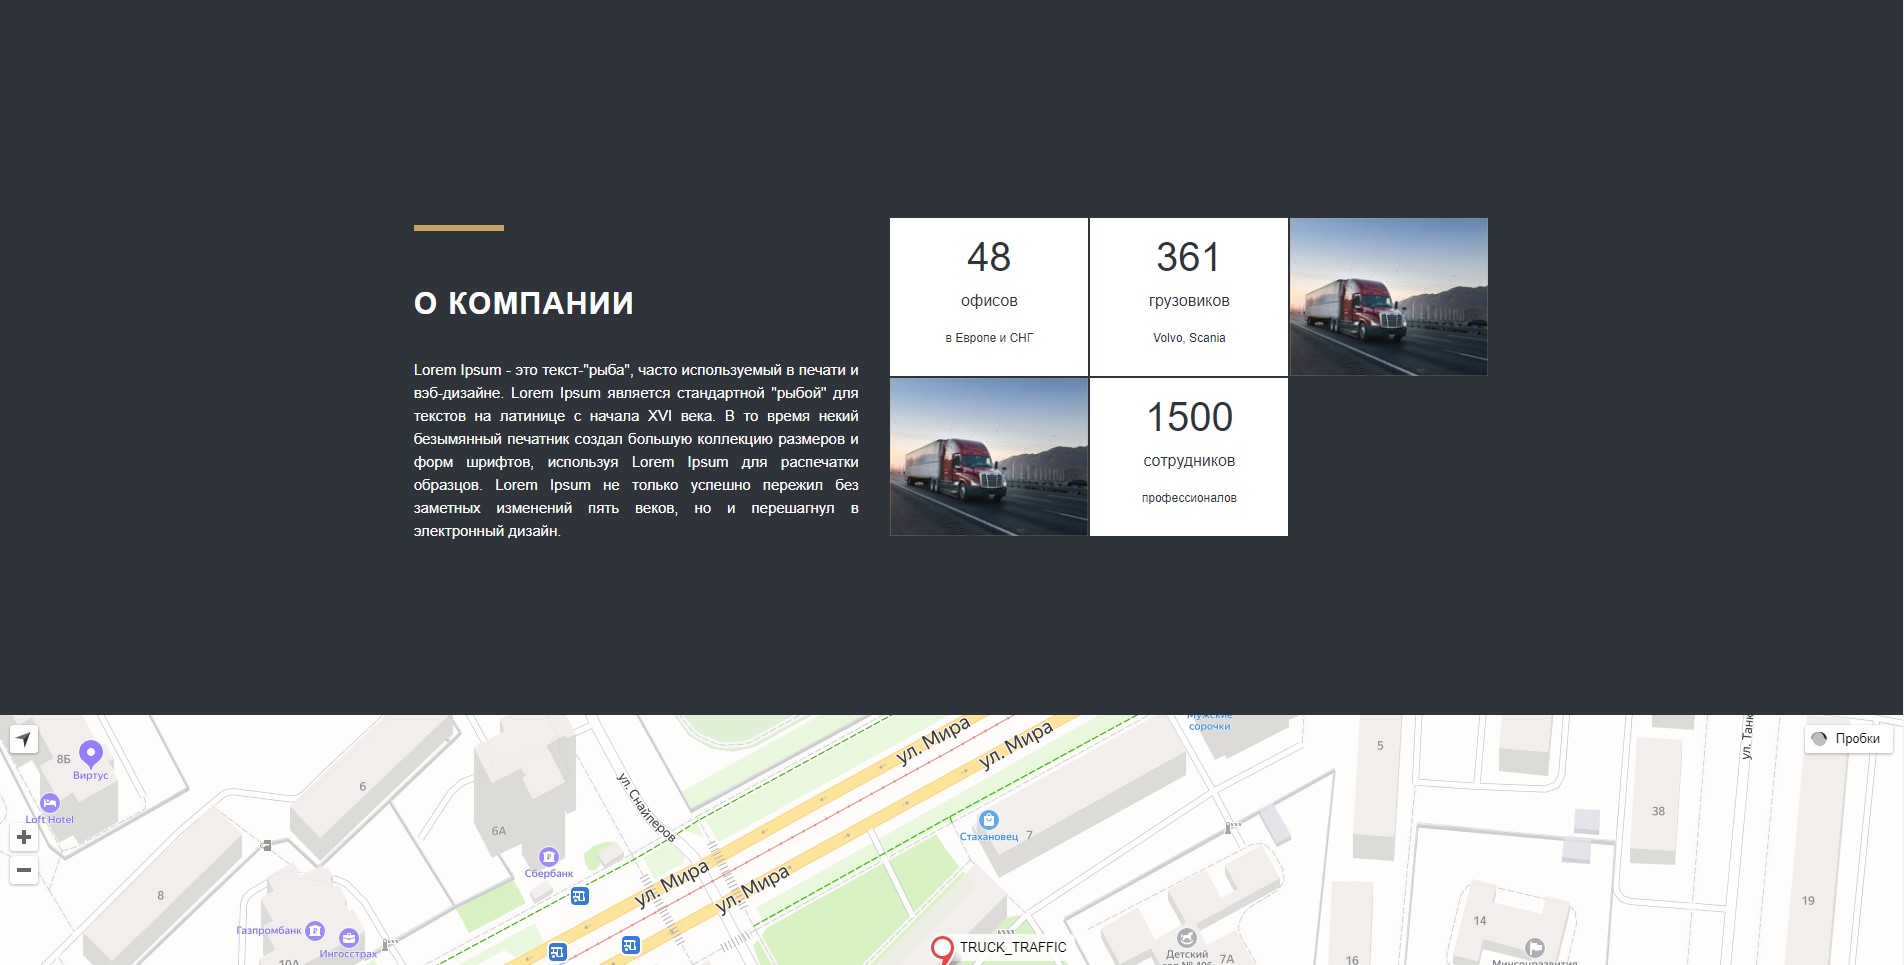 О КОМПАНИИ
Lorem Ipsum - это текст-"рыба", часто используемый в печати и
вэб-дизайне. Lorem Ipsum является стандартной "рыбой" для
текстов на латинице с начала XVI века. В то время некий
безымянный печатник создал большую коллекцию размеров и
форм шрифтов, используя Lorem Ipsum для распечатки
образцов. Lorem Ipsum не только успешно пережил без
заметных изменений пять веков, но и перешагнул в
электронный дизайн.
48
офисов
в Европе и СНГ
361
грузовиков
Volvo, Scania
1500
сотрудников
профессионалов
Мужские
сорочки
ул. Мира
ул. Мира
ул. Танк
Пробки
8Б
Виртус
6
5
ул. Снайперов
Loft Hotel
6А
Стахановец
7
38
Сбербанк
ул. Мира
ул. Мира
8
19
14
Газпромбанк
Ингосстрах
TRUCK_TRAFFIC
Детский
7А
16
10А